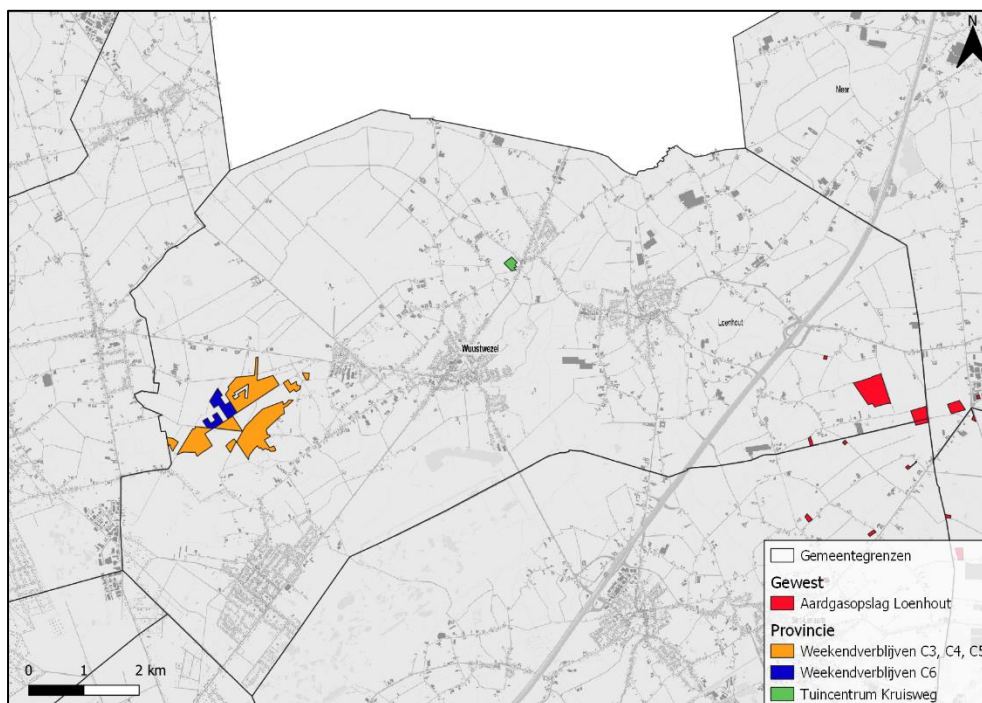 N
Meer
Wuustwezel
Loenhout
Gemeentegrenzen
Gewest
Aardgasopslag Loenhout
Provincie
Weekendverblijven C3, C4, C5
Weekendverblijven C6
Tuincentrum Kruisweg
0 1 2 km